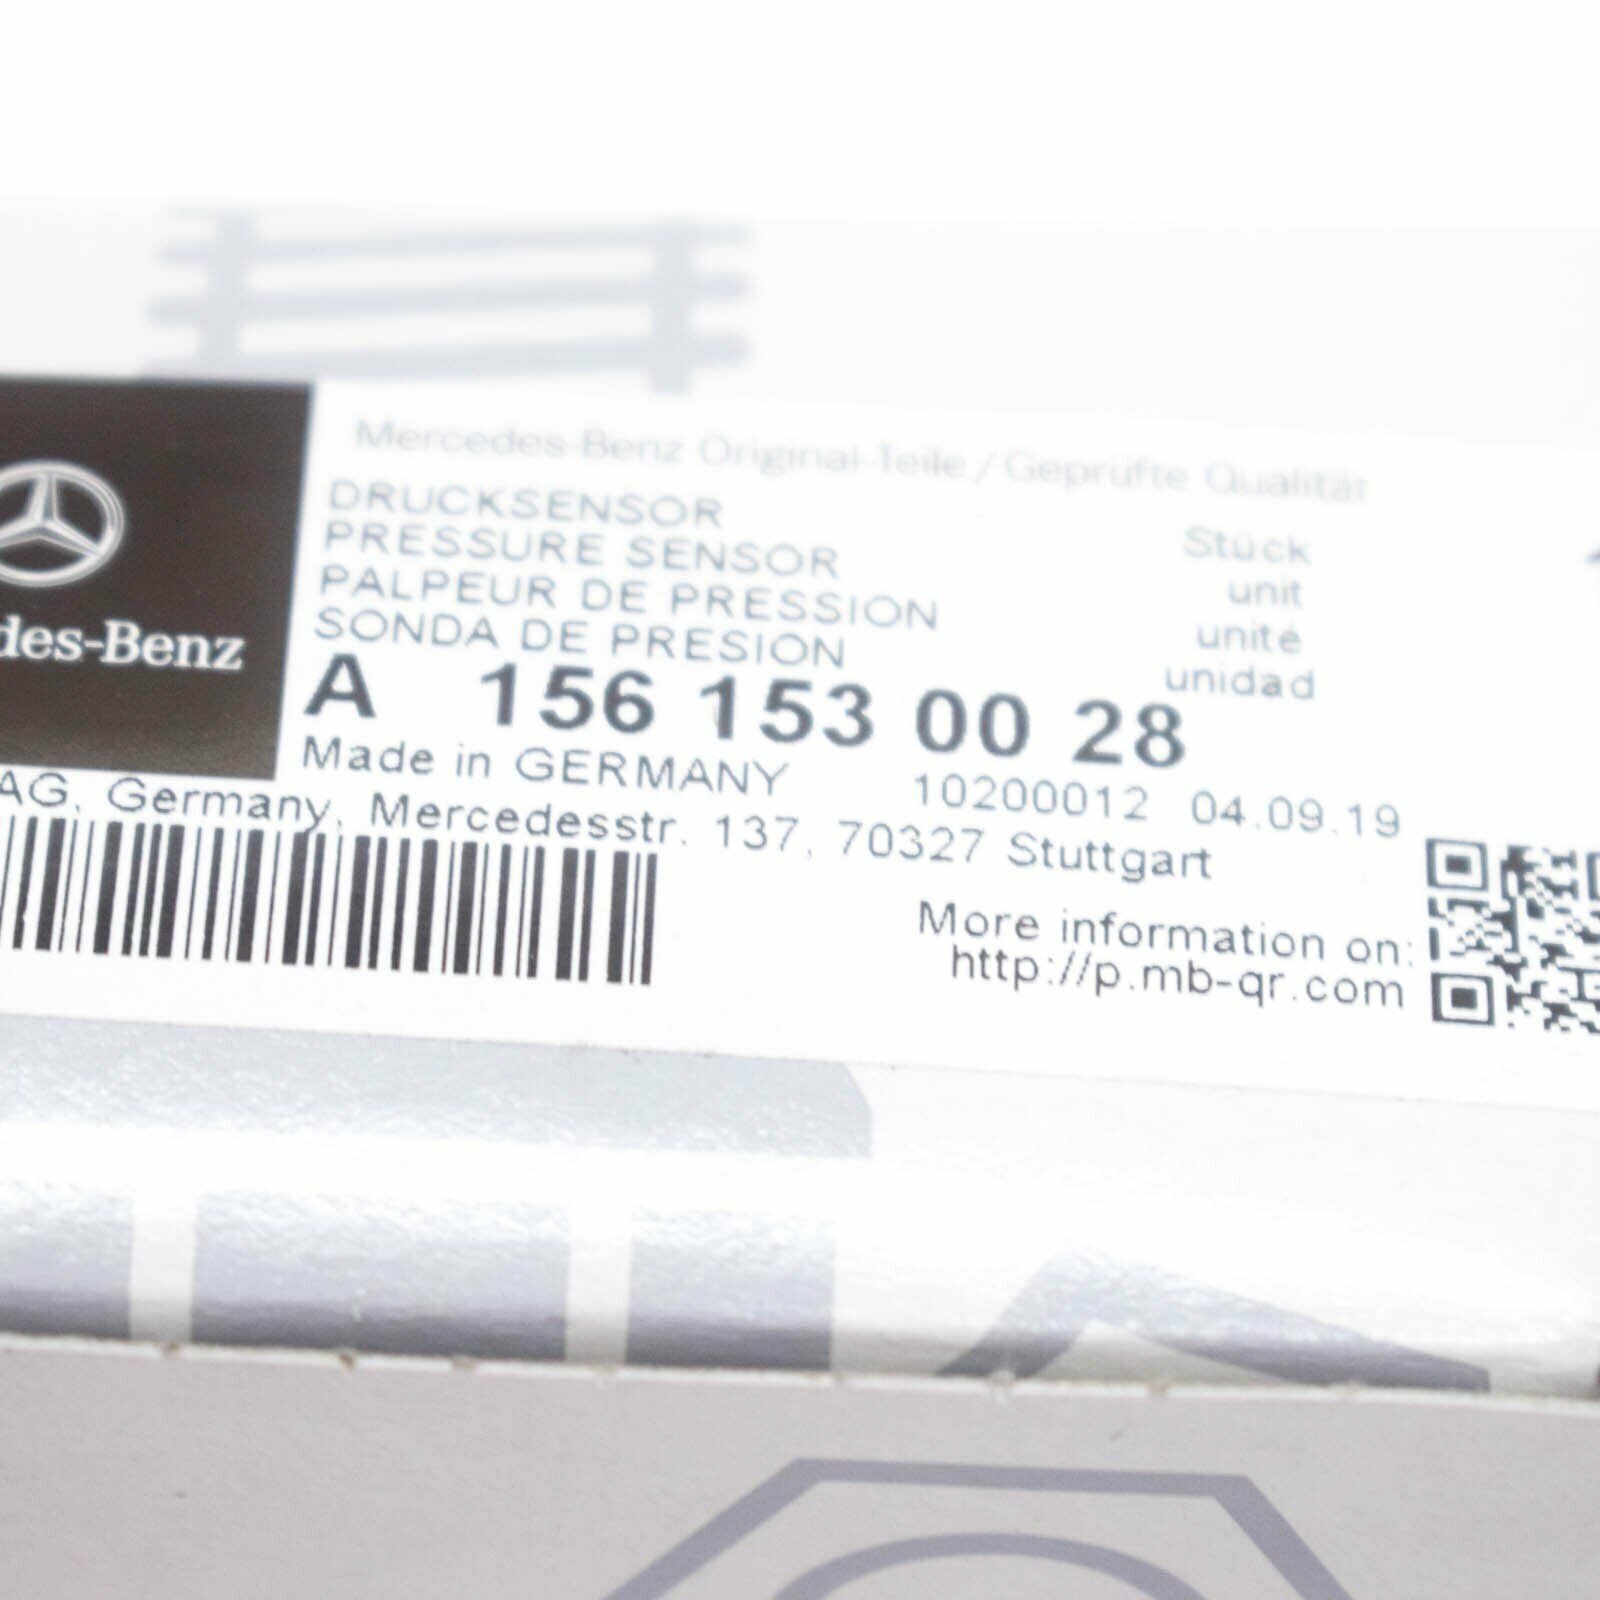 Mercedes-Benz Original-Teile / Geprüfte Qualität
DRUCKSENSOR
PRESSURE SENSOR
PALPEUR DE PRESSION
SONDA DE PRESION
Stück
unit
unité
unidad
des-Benz
A 156 153 00 28
Made in GERMANY 10200012 04.09.19
AG, Germany, Mercedesstr. 137, 70327 Stuttgart
More information on:
http://p.mb-qr.com